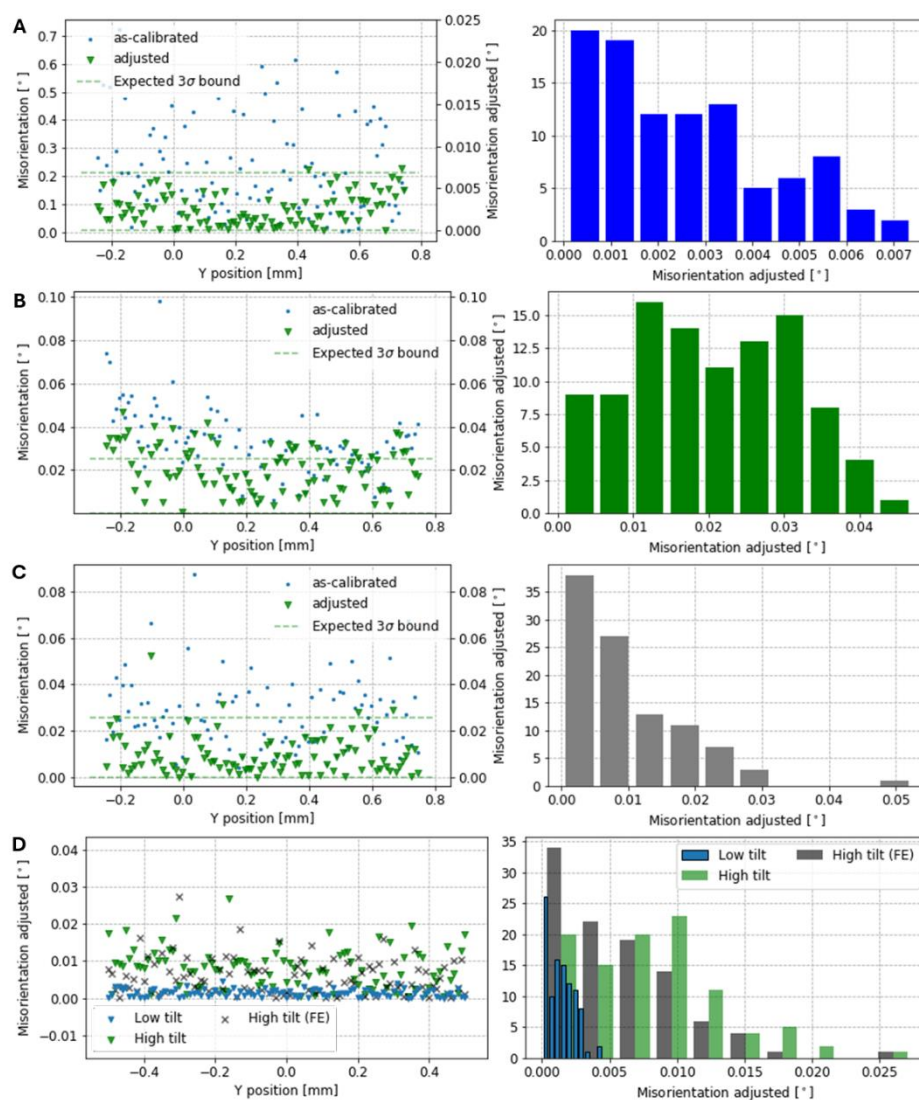 A
0.7
0.6
0.5
0.4
0.3
0.2
0.1
0.0
Misorientation [°]
as-calibrated
adjusted
Expected 3σ bound
0.025
0.020
0.015
0.010
0.005
0.000
Misorientation adjusted [°]
−0.2 0.0 0.2 0.4 0.6 0.8
Y position [mm]
20
15
10
5
0
0.000 0.001 0.002 0.003 0.004 0.005 0.006 0.007
Misorientation adjusted [°]
B
0.10
0.08
0.06
0.04
0.02
Misorientation [°]
as-calibrated
adjusted
Expected 3σ bound
0.10
0.08
0.06
0.04
0.02
−0.2 0.0 0.2 0.4 0.6 0.8
Y position [mm]
Misorientation adjusted [°]
15.0
12.5
10.0
7.5
5.0
2.5
0.0
0.00 0.01 0.02 0.03 0.04
Misorientation adjusted [°]
C
0.08
0.06
0.04
0.02
0.00
Misorientation [°]
as-calibrated
adjusted
Expected 3σ bound
0.08
0.06
0.04
0.02
0.00
−0.2 0.0 0.2 0.4 0.6 0.8
Y position [mm]
Misorientation adjusted [°]
35
30
25
20
15
10
5
0
0.00 0.01 0.02 0.03 0.04 0.05
Misorientation adjusted [°]
D
0.04
0.03
0.02
0.01
0.00
−0.01
Misorientation adjusted [°]
Low tilt
High tilt (FE)
High tilt
−0.4 −0.2 0.0 0.2 0.4
Y position [mm]
35
30
25
20
15
10
5
0
Low tilt
High tilt (FE)
High tilt
0.000 0.005 0.010 0.015 0.020 0.025
Misorientation adjusted [°]